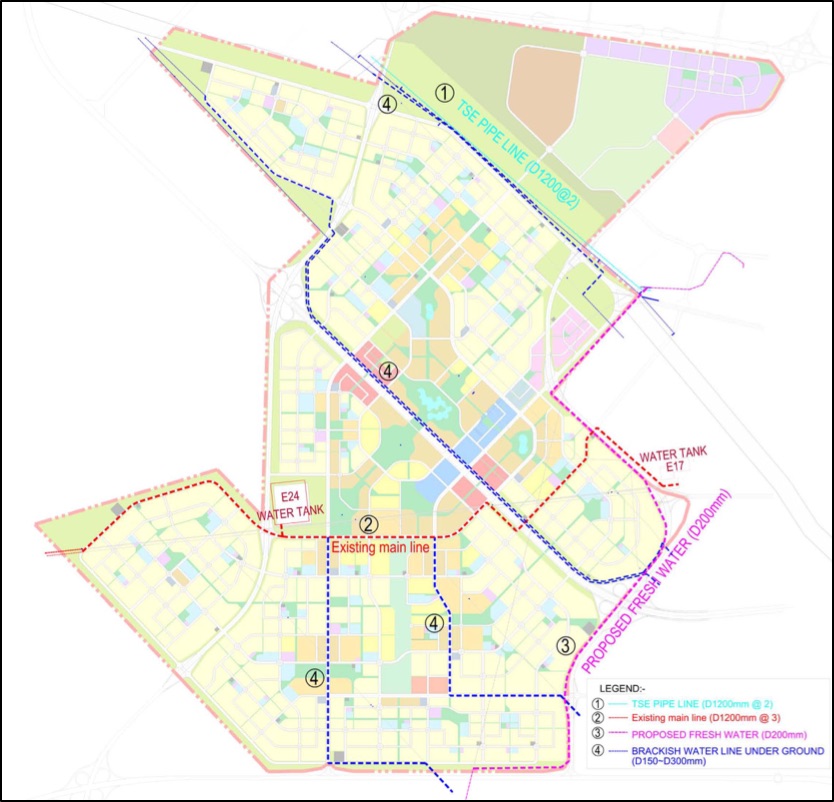 ④
①
TSE PIPE LINE (D1200@2)
④
WATER TANK
E17
E24
WATER TANK
②
Existing main line
PROPOSED FRESH WATER (D200mm)
④
③
④
LEGEND:-
① TSE PIPE LINE (D1200mm @ 2)
② Existing main line (D1200mm @ 3)
③ PROPOSED FRESH WATER (D200mm)
④ BRACKISH WATER LINE UNDER GROUND
(D150~D300mm)